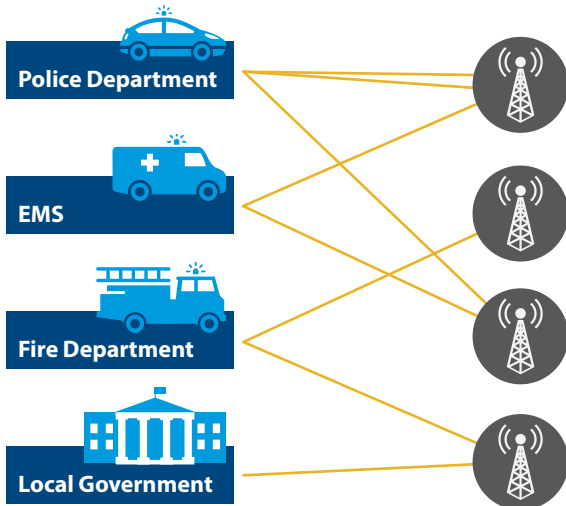 Police Department
EMS
Fire Department
Local Government